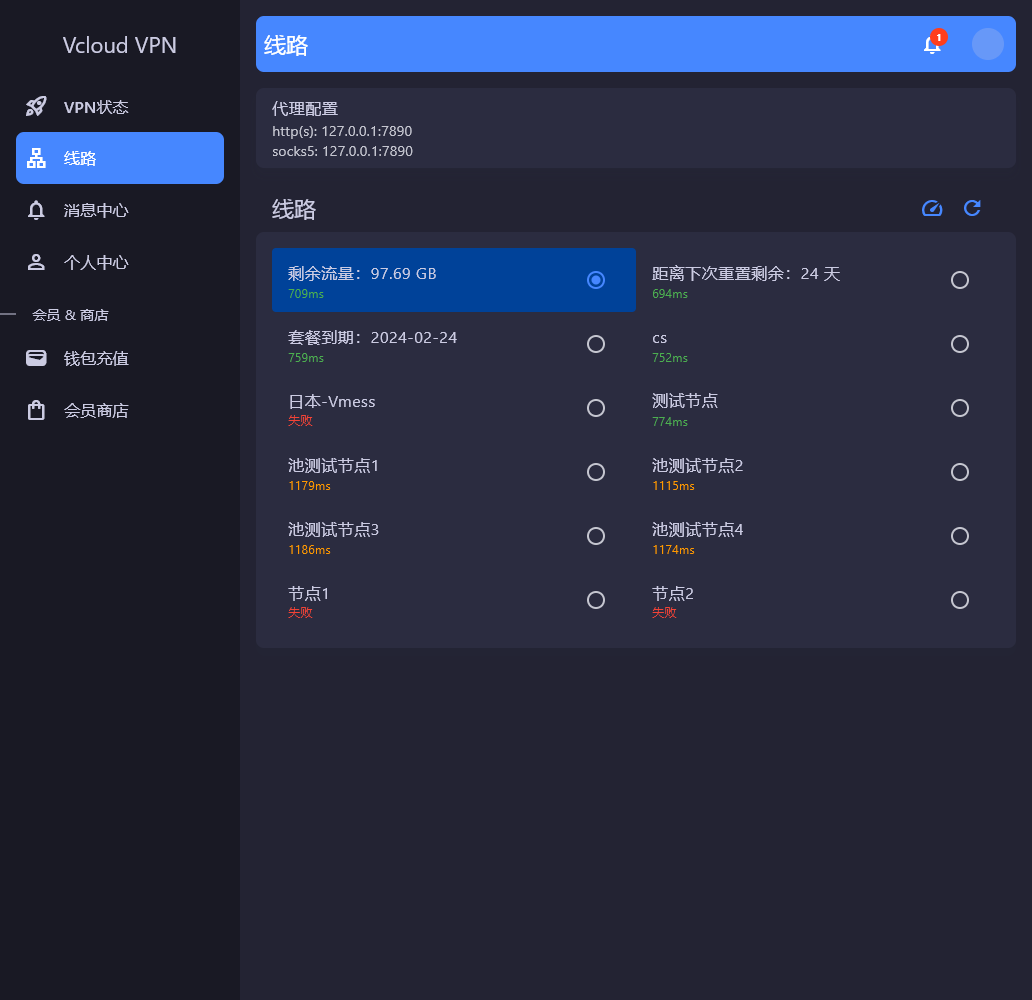 Vcloud VPN
VPN状态
线路
消息中心
个人中心
会员 & 商店
钱包充值
会员商店
线路
1
代理配置
http(s): 127.0.0.1:7890
socks5: 127.0.0.1:7890
线路
剩余流量：97.69 GB
709ms
距离下次重置剩余：24 天
694ms
套餐到期：2024-02-24
759ms
cs
752ms
日本-Vmess
失败
测试节点
774ms
池测试节点1
1179ms
池测试节点2
1115ms
池测试节点3
1186ms
池测试节点4
1174ms
节点1
失败
节点2
失败